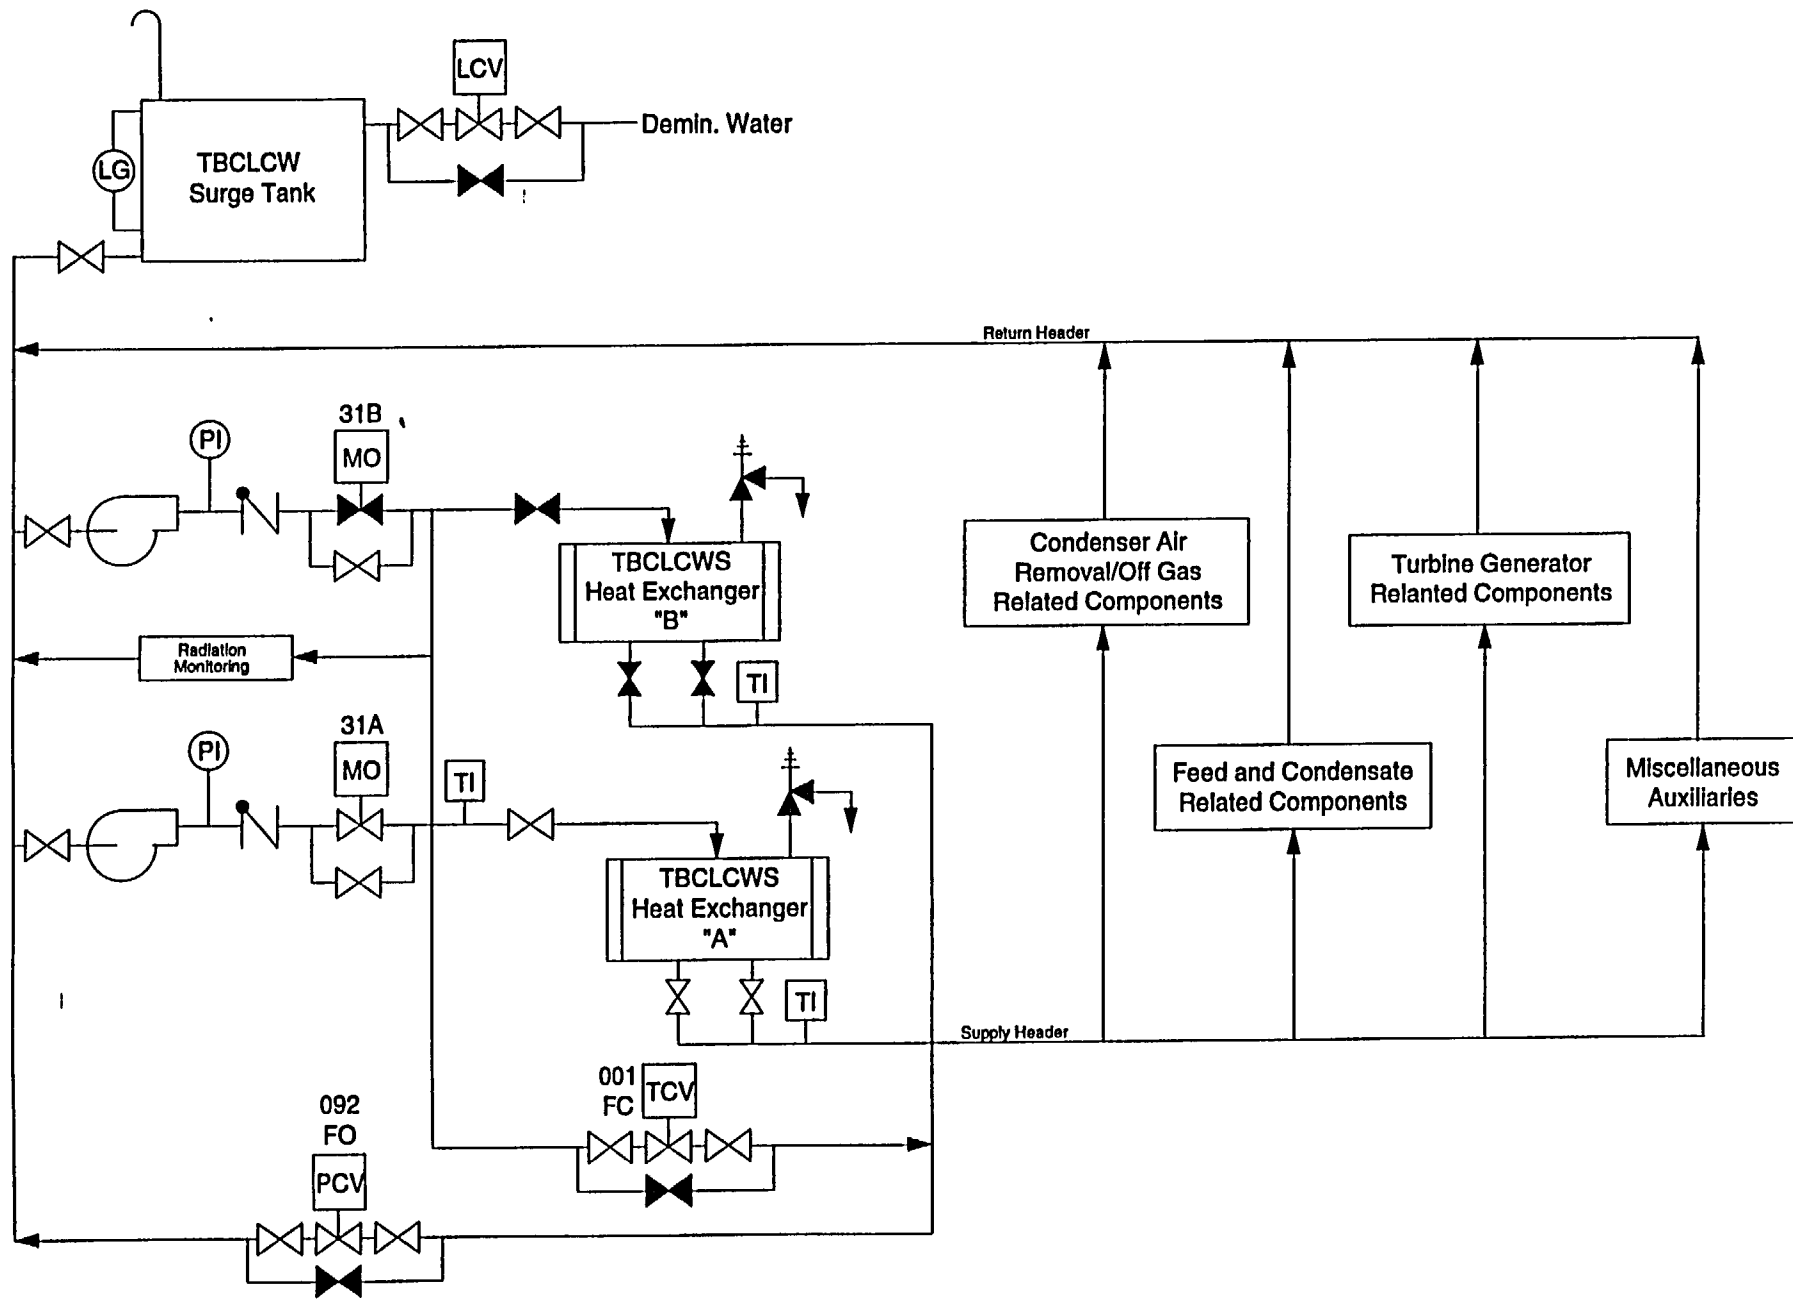 LCV
Demin. Water
LG
TBCLCW
Surge Tank
Return Header
PI
31B
MO
TBCLCWS
Heat Exchanger
"B"
Condenser Air
Removal/Off Gas
Related Components
Turbine Generator
Relanted Components
Radiation
Monitoring
TI
PI
31A
MO
TI
TBCLCWS
Heat Exchanger
"A"
Feed and Condensate
Related Components
Miscellaneous
Auxiliaries
TI
Supply Header
001
FC
TCV
092
FO
PCV